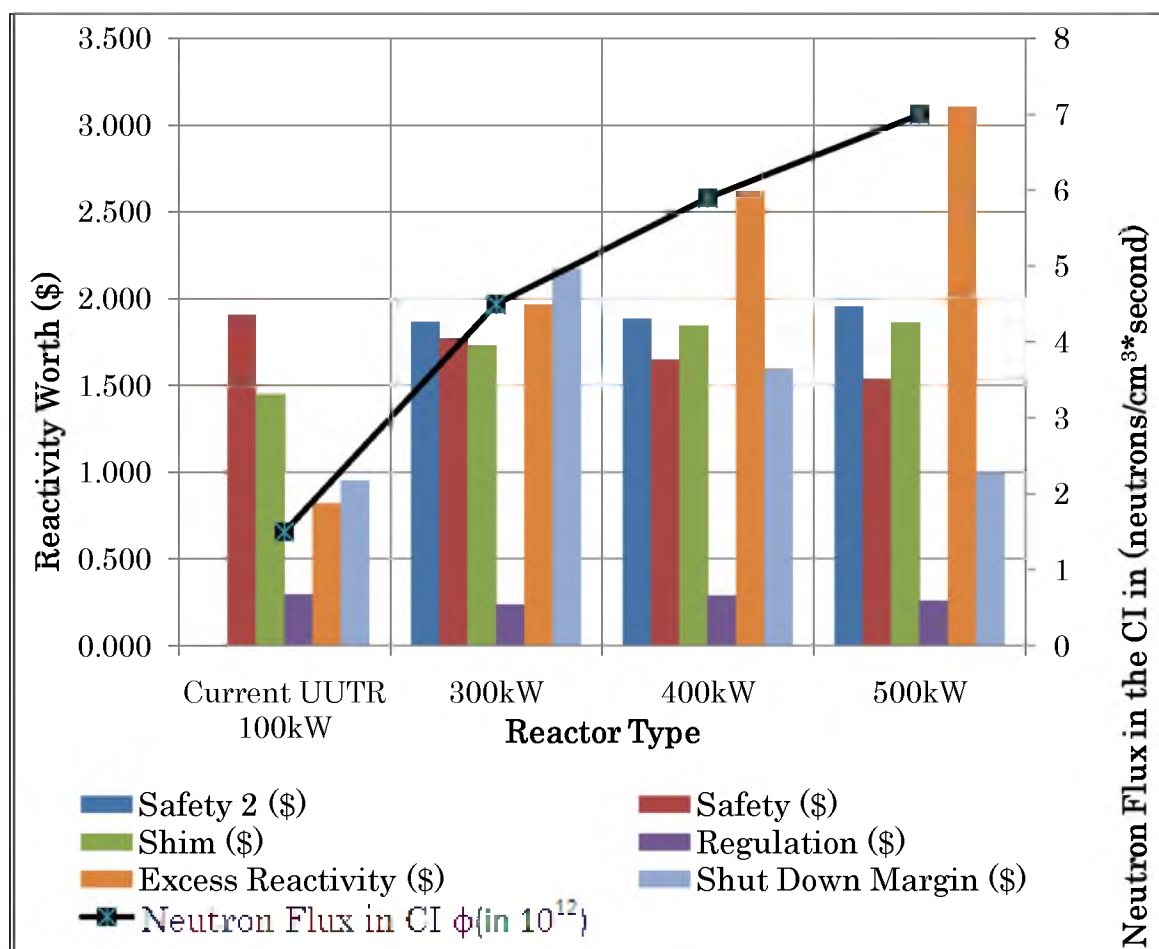 3.500
3.000
2.500
2.000
1.500
1.000
0.500
0.000
Reactivity Worth ($)
8
7
6
5
4
3
2
1
0
Neutron Flux in the CI in (neutrons/cm³*second)
Current UUTR
100kW
300kW
400kW
500kW
Reactor Type
Safety 2 ($)
Safety ($)
Shim ($)
Regulation ($)
Excess Reactivity ($)
Shut Down Margin ($)
Neutron Flux in CI ϕ(in 10¹²)